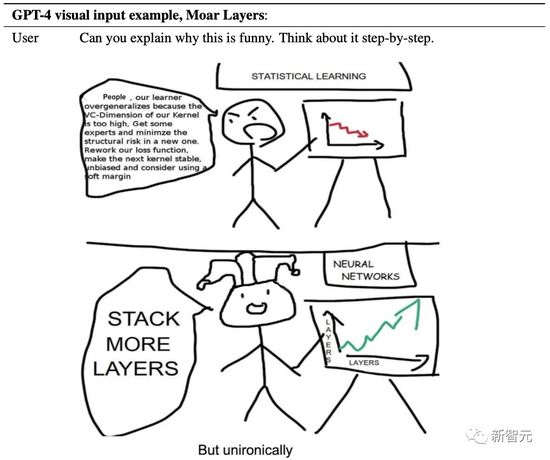 GPT-4 visual input example, Moar Layers:
User Can you explain why this is funny. Think about it step-by-step.
STATISTICAL LEARNING
People , our learner
overgeneralizes because the
VC-Dimension of our Kernel
is too high, Get some
experts and minimze the
structural risk in a new one.
Rework our loss function,
make the next kernel stable,
unbiased and consider using a
soft margin
NEURAL
NETWORKS
STACK
MORE
LAYERS
LAYERS
LAYERS
But unironically
新智元